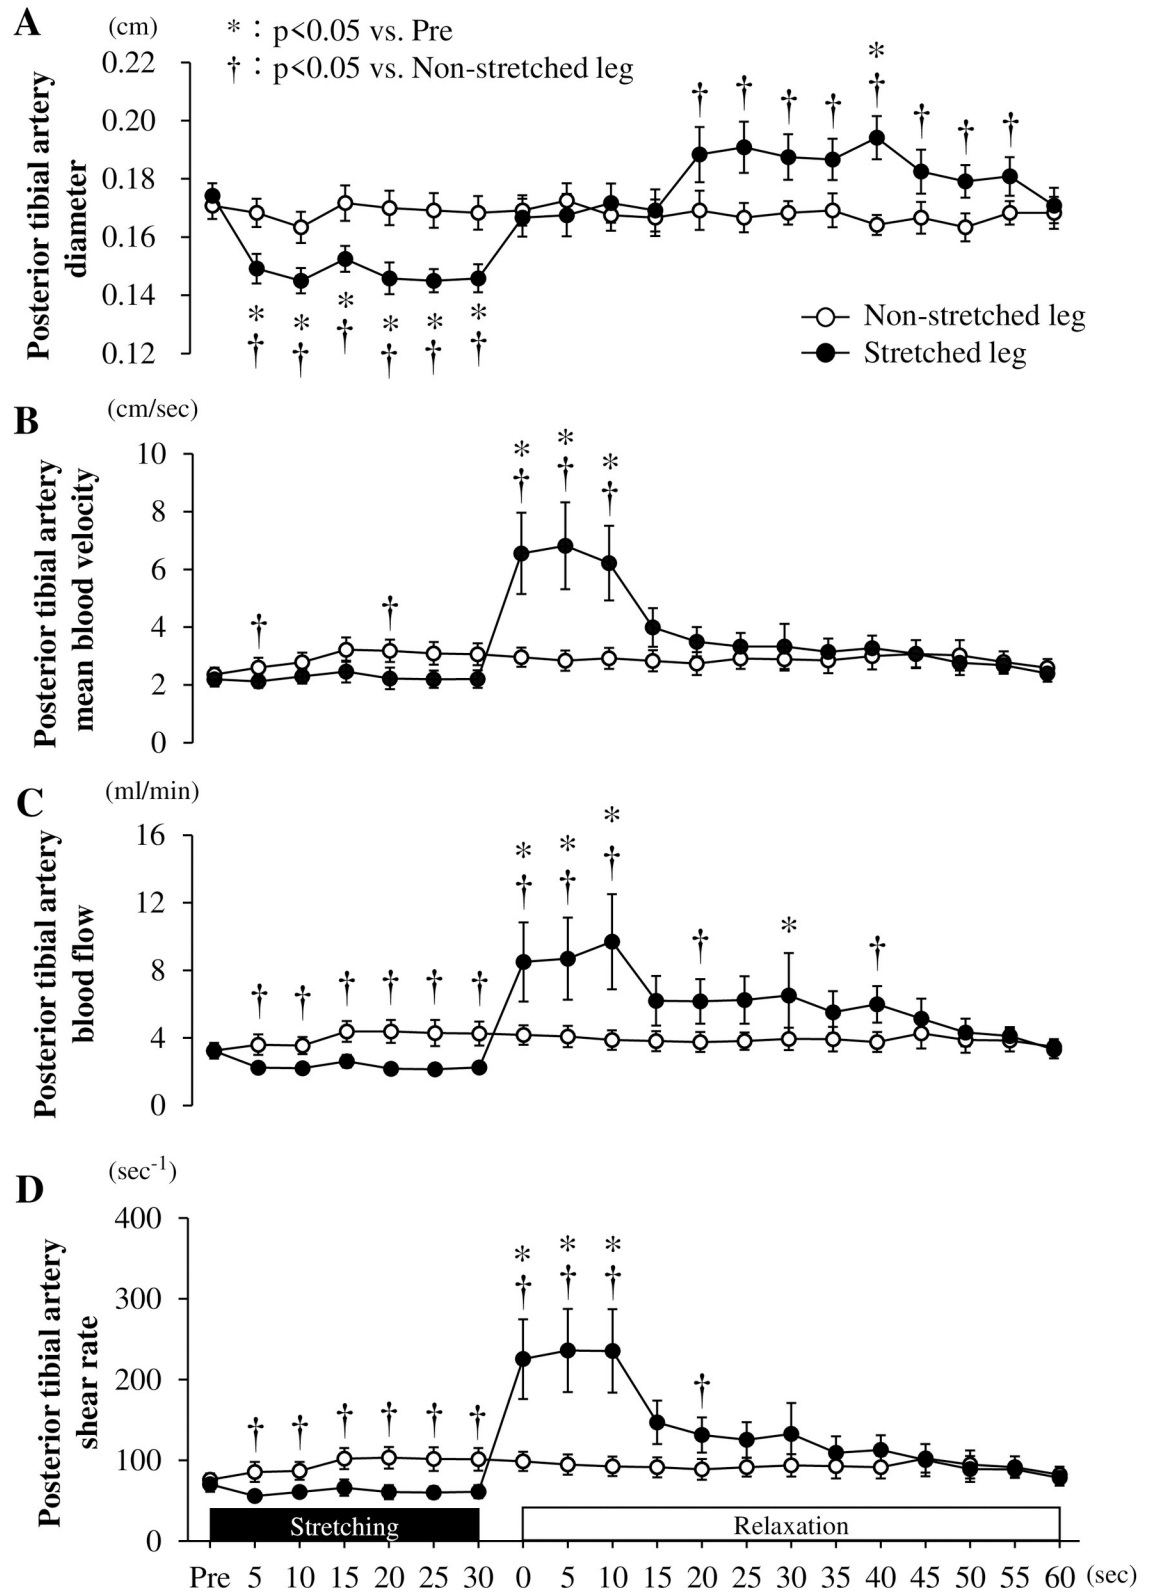 A
(cm)
* : p<0.05 vs. Pre
† : p<0.05 vs. Non-stretched leg
Posterior tibial artery
diameter
0.22
0.20
0.18
0.16
0.14
0.12
* † * † * † * † * † * †
† † † † * † † † †
Non-stretched leg
Stretched leg
B
(cm/sec)
Posterior tibial artery
mean blood velocity
10
8
6
4
2
0
† † * † * † * †
C
(ml/min)
Posterior tibial artery
blood flow
16
12
8
4
0
† † † † † † * † * † * † † * †
D
(sec-1)
Posterior tibial artery
shear rate
400
300
200
100
0
† † † † † † * † * † * † †
Stretching
Relaxation
Pre 5 10 15 20 25 30 0 5 10 15 20 25 30 35 40 45 50 55 60 (sec)